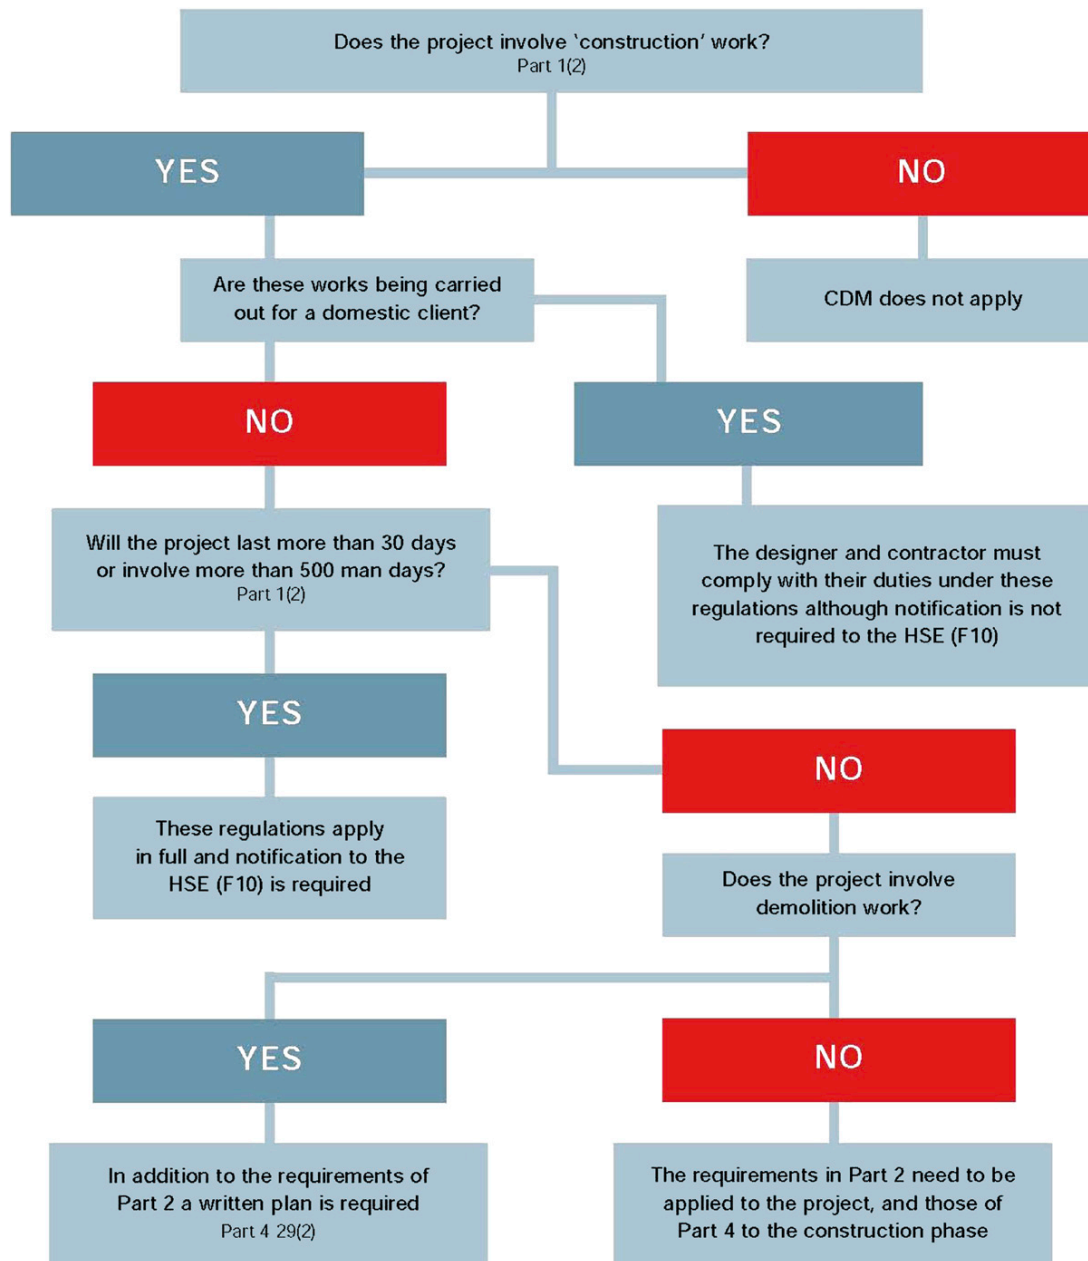 Does the project involve ‘construction’ work?
Part 1(2)
YES
NO
Are these works being carried
out for a domestic client?
CDM does not apply
NO
YES
Will the project last more than 30 days
or involve more than 500 man days?
Part 1(2)
The designer and contractor must
comply with their duties under these
regulations although notification is not
required to the HSE (F10)
YES
NO
These regulations apply
in full and notification to the
HSE (F10) is required
Does the project involve
demolition work?
YES
NO
In addition to the requirements of
Part 2 a written plan is required
Part 4 29(2)
The requirements in Part 2 need to be
applied to the project, and those of
Part 4 to the construction phase